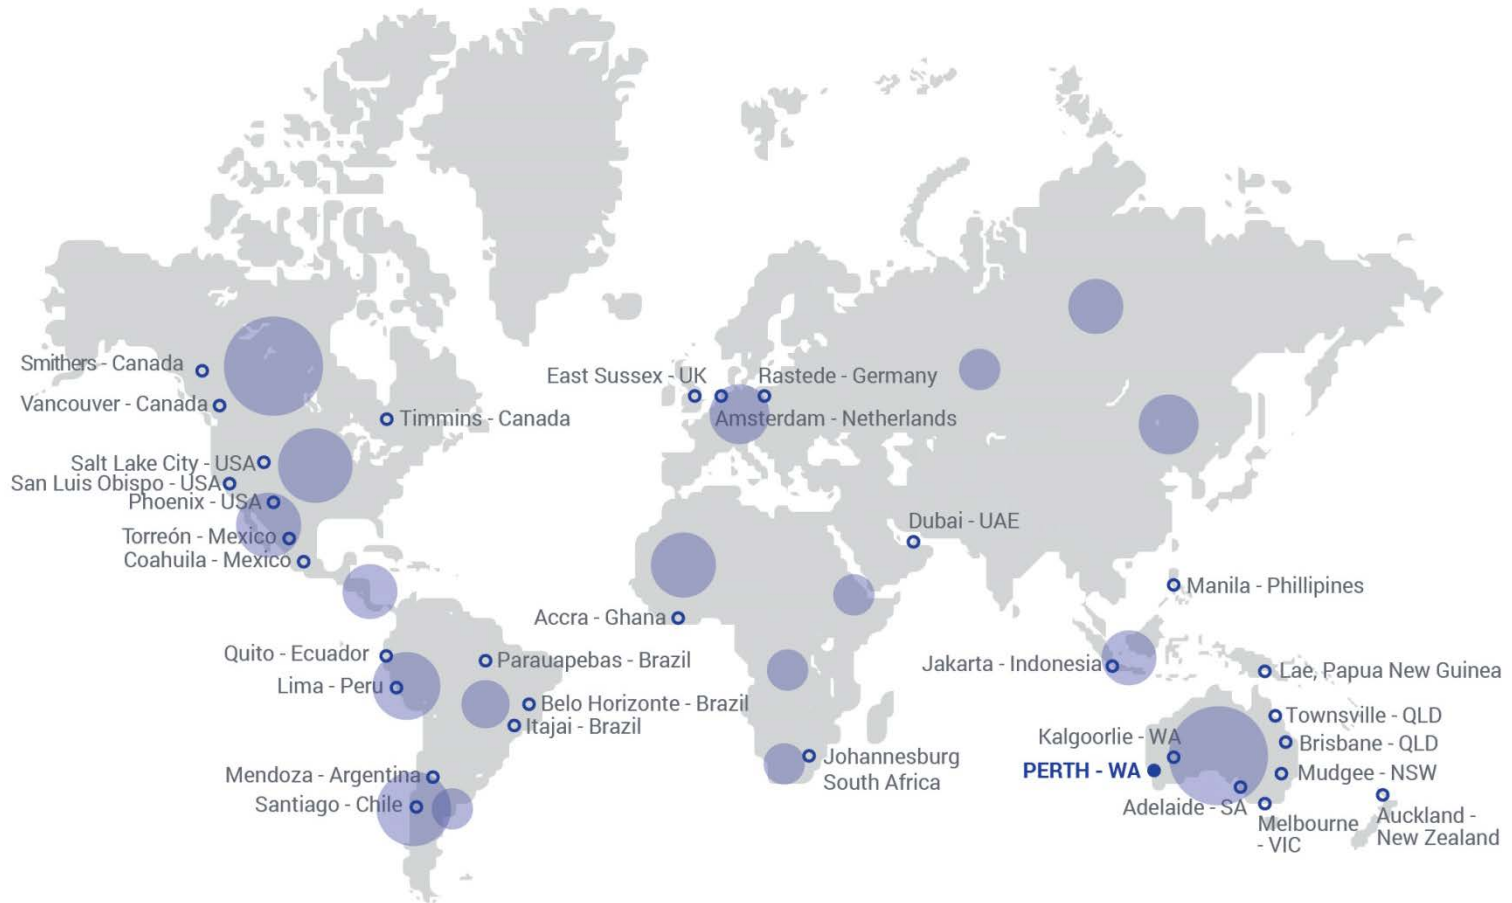 Smithers - Canada
Vancouver - Canada
Timmins - Canada
Salt Lake City - USA
San Luis Obispo - USA
Phoenix - USA
Torreón - Mexico
Coahuila - Mexico
East Sussex - UK
Rastede - Germany
Amsterdam - Netherlands
Dubai - UAE
Accra - Ghana
Manila - Phillipines
Quito - Ecuador
Lima - Peru
Parauapebas - Brazil
Belo Horizonte - Brazil
Itajai - Brazil
Mendoza - Argentina
Santiago - Chile
Johannesburg
South Africa
Jakarta - Indonesia
Lae, Papua New Guinea
Kalgoorlie - WA
PERTH - WA
Townsville - QLD
Brisbane - QLD
Mudgee - NSW
Adelaide - SA
Melbourne
- VIC
Auckland -
New Zealand